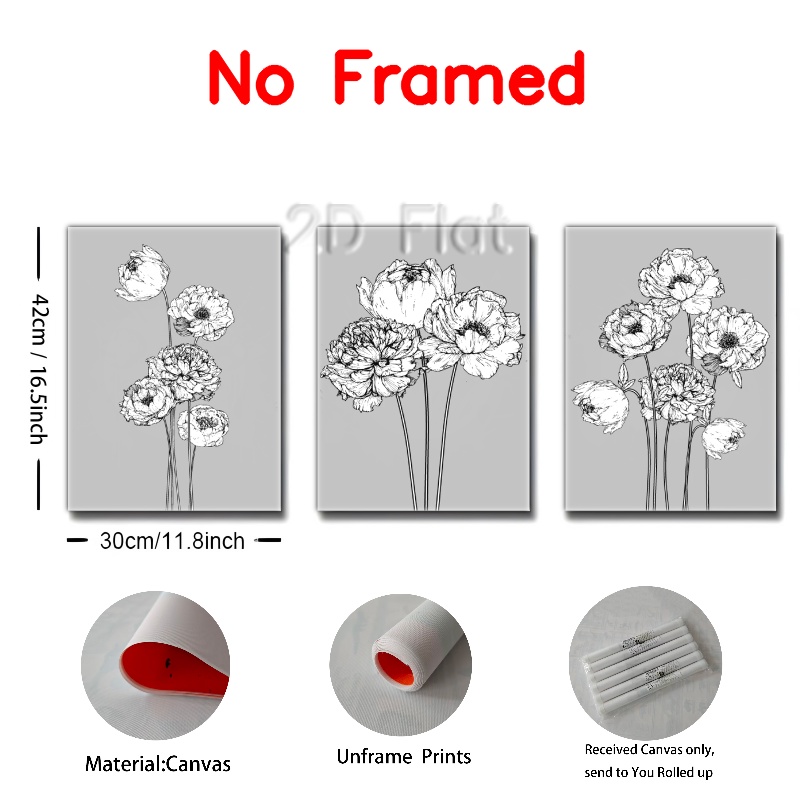 No Framed
2.D Flat
42cm / 16.5inch
30cm/11.8inch
Material:Canvas
Unframe Prints
Received Canvas only,
send to You Rolled up